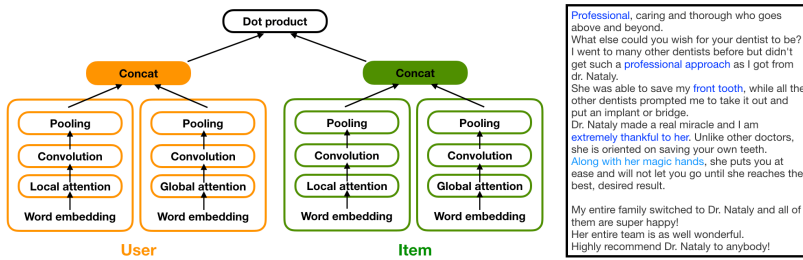 Dot product
Concat
Concat
Pooling
Pooling
Pooling
Pooling
Convolution
Convolution
Convolution
Convolution
Local attention
Global attention
Local attention
Global attention
Word embedding
Word embedding
Word embedding
Word embedding
User
Item
Professional, caring and thorough who goes
above and beyond.
What else could you wish for your dentist to be?
I went to many other dentists before but didn't
get such a professional approach as I got from
dr. Nataly.
She was able to save my front tooth, while all the
other dentists prompted me to take it out and
put an implant or bridge.
Dr. Nataly made a real miracle and I am
extremely thankful to her. Unlike other doctors,
she is oriented on saving your own teeth.
Along with her magic hands, she puts you at
ease and will not let you go until she reaches the
best, desired result.
My entire family switched to Dr. Nataly and all of
them are super happy!
Her entire team is as well wonderful.
Highly recommend Dr. Nataly to anybody!